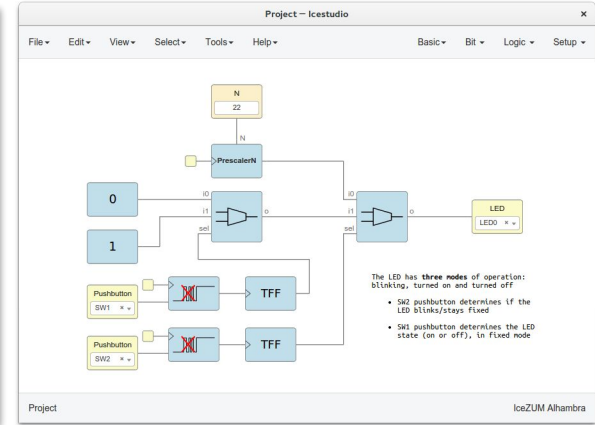 Project — Icestudio ×
File Edit View Select Tools Help Basic Bit Logic Setup
N
22
N
PrescalerN
0
i0
i1
sel
o
1
i0
i1
sel
o
LED
LED0 ×
Pushbutton
SW1 ×
TFF
Pushbutton
SW2 ×
TFF
The LED has three modes of operation:
blinking, turned on and turned off
• SW2 pushbutton determines if the
LED blinks/stays fixed
• SW1 pushbutton determines the LED
state (on or off), in fixed mode
Project IceZUM Alhambra